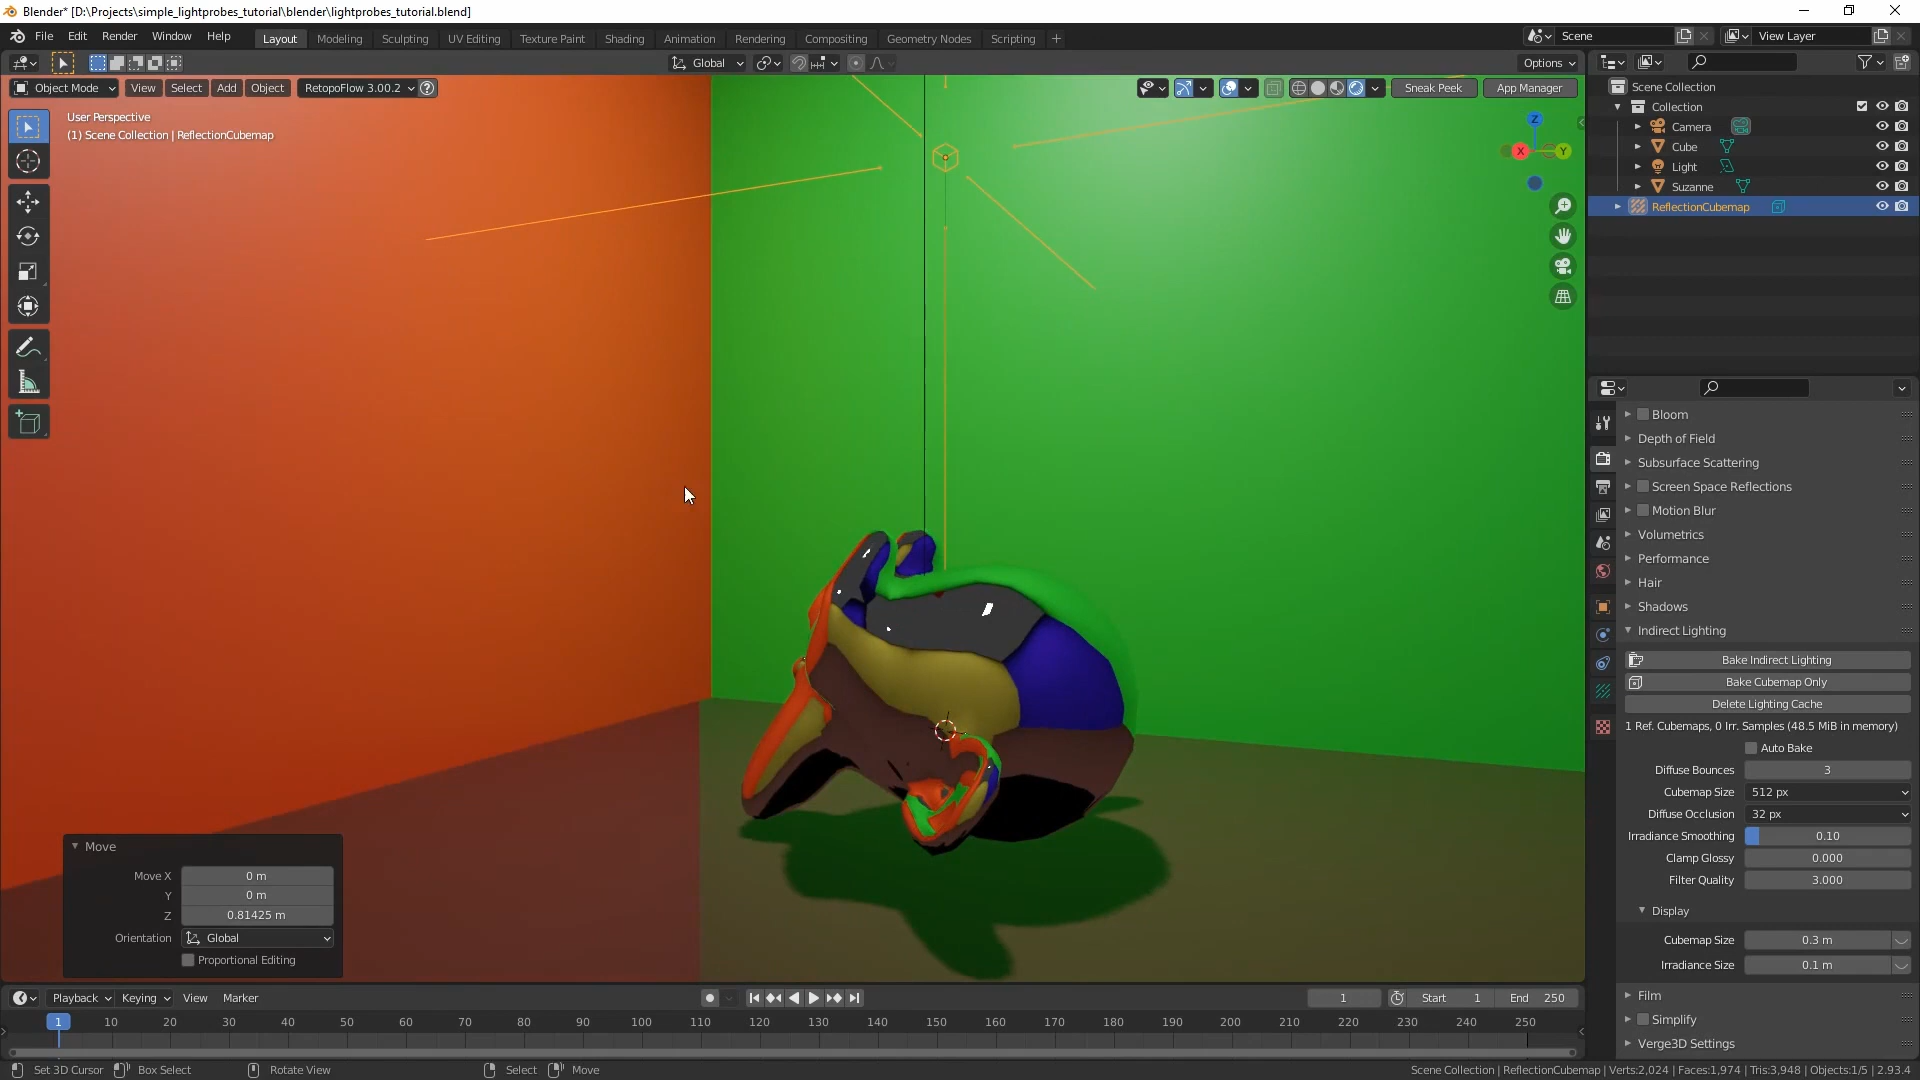 Blender* [D:\Projects\simple_lightprobes_tutorial\blender\lightprobes_tutorial.blend]
File Edit Render Window Help Layout Modeling Sculpting UV Editing Texture Paint Shading Animation Rendering Compositing Geometry Nodes Scripting Scene View Layer
Global Options
Object Mode View Select Add Object RetopoFlow 3.00.2 Sneak Peek App Manager
User Perspective
(1) Scene Collection | ReflectionCubemap
Z
X Y
Scene Collection
Collection
Camera
Cube
Light
Suzanne
ReflectionCubemap
Bloom
Depth of Field
Subsurface Scattering
Screen Space Reflections
Motion Blur
Volumetrics
Performance
Hair
Shadows
Indirect Lighting
Bake Indirect Lighting
Bake Cubemap Only
Delete Lighting Cache
1 Ref. Cubemaps, 0 Irr. Samples (48.5 MiB in memory)
Auto Bake
Diffuse Bounces 3
Cubemap Size 512 px
Diffuse Occlusion 32 px
Irradiance Smoothing 0.10
Clamp Glossy 0.000
Filter Quality 3.000
Display
Cubemap Size 0.3 m
Irradiance Size 0.1 m
Film
Simplify
Verge3D Settings
Move
Move X 0 m
Y 0 m
Z 0.81425 m
Orientation Global
Proportional Editing
Playback Keying View Marker 1 Start 1 End 250
1 10 20 30 40 50 60 70 80 90 100 110 120 130 140 150 160 170 180 190 200 210 220 230 240 250
Set 3D Cursor Box Select Rotate View Select Move Scene Collection | ReflectionCubemap | Verts:2,024 | Faces:1,974 | Tris:3,948 | Objects:1/5 | 2.93.4